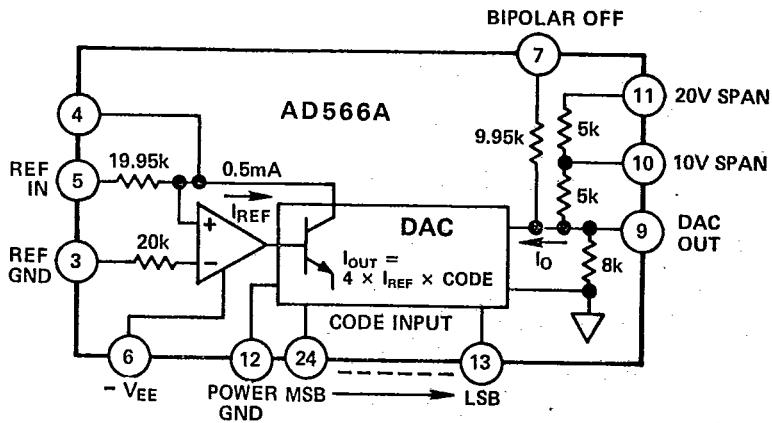 BIPOLAR OFF
7
4
AD566A
11 20V SPAN
5k
9.95k
REF IN
5
19.95k
0.5mA
IREF
10 10V SPAN
5k
+
DAC
9 DAC OUT
REF GND
3
20k
−
IOUT =
4 × IREF × CODE
IO
8k
CODE INPUT
6
12
24
13
− VEE
POWER GND
MSB
LSB